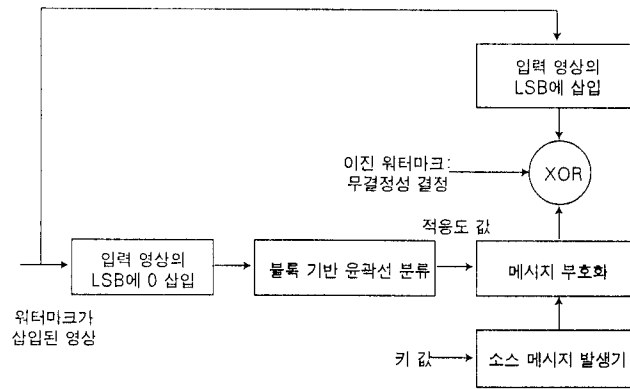 입력 영상의
LSB에 삽입
이진 워터마크:
무결정성 결정
XOR
적응도 값
입력 영상의
LSB에 0 삽입
블록 기반 윤곽선 분류
메시지 부호화
워터마크가
삽입된 영상
키 값
소스 메시지 발생기